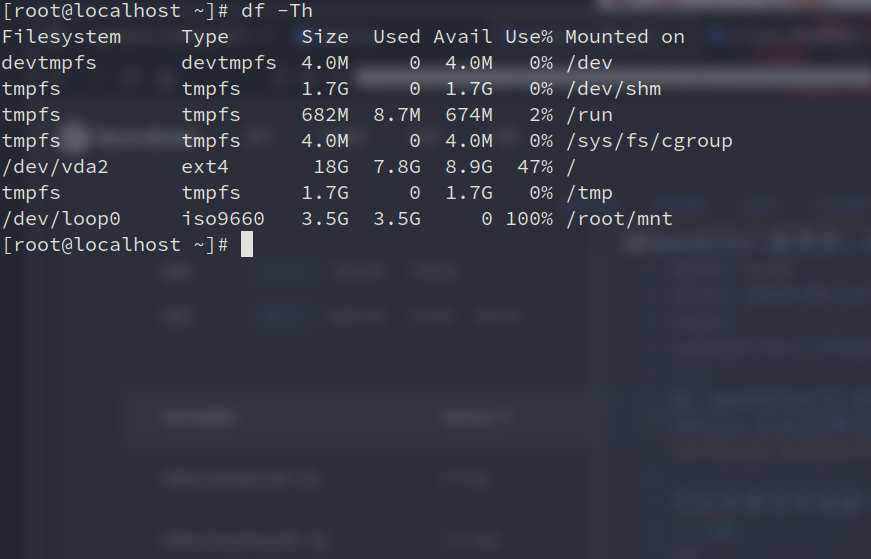 [root@localhost ~]# df -Th
Filesystem     Type      Size  Used Avail Use% Mounted on
devtmpfs       devtmpfs  4.0M     0  4.0M   0% /dev
tmpfs          tmpfs     1.7G     0  1.7G   0% /dev/shm
tmpfs          tmpfs     682M  8.7M  674M   2% /run
tmpfs          tmpfs     4.0M     0  4.0M   0% /sys/fs/cgroup
/dev/vda2      ext4       18G  7.8G  8.9G  47% /
tmpfs          tmpfs     1.7G     0  1.7G   0% /tmp
/dev/loop0     iso9660   3.5G  3.5G     0 100% /root/mnt
[root@localhost ~]#